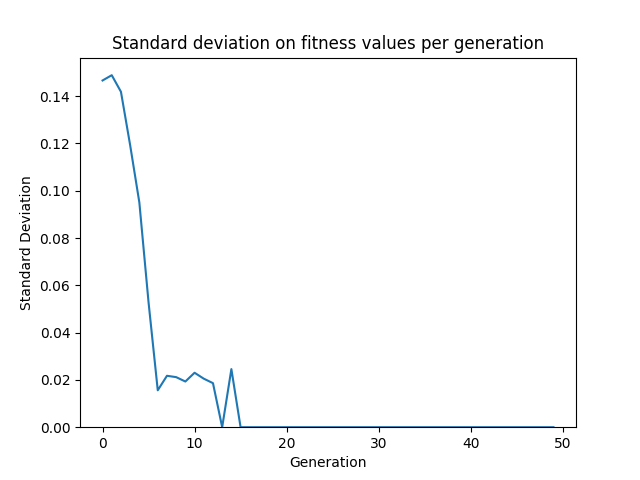 Standard deviation on fitness values per generation
0.14
0.12
0.10
0.08
0.06
0.04
0.02
0.00
Standard Deviation
0 10 20 30 40 50
Generation